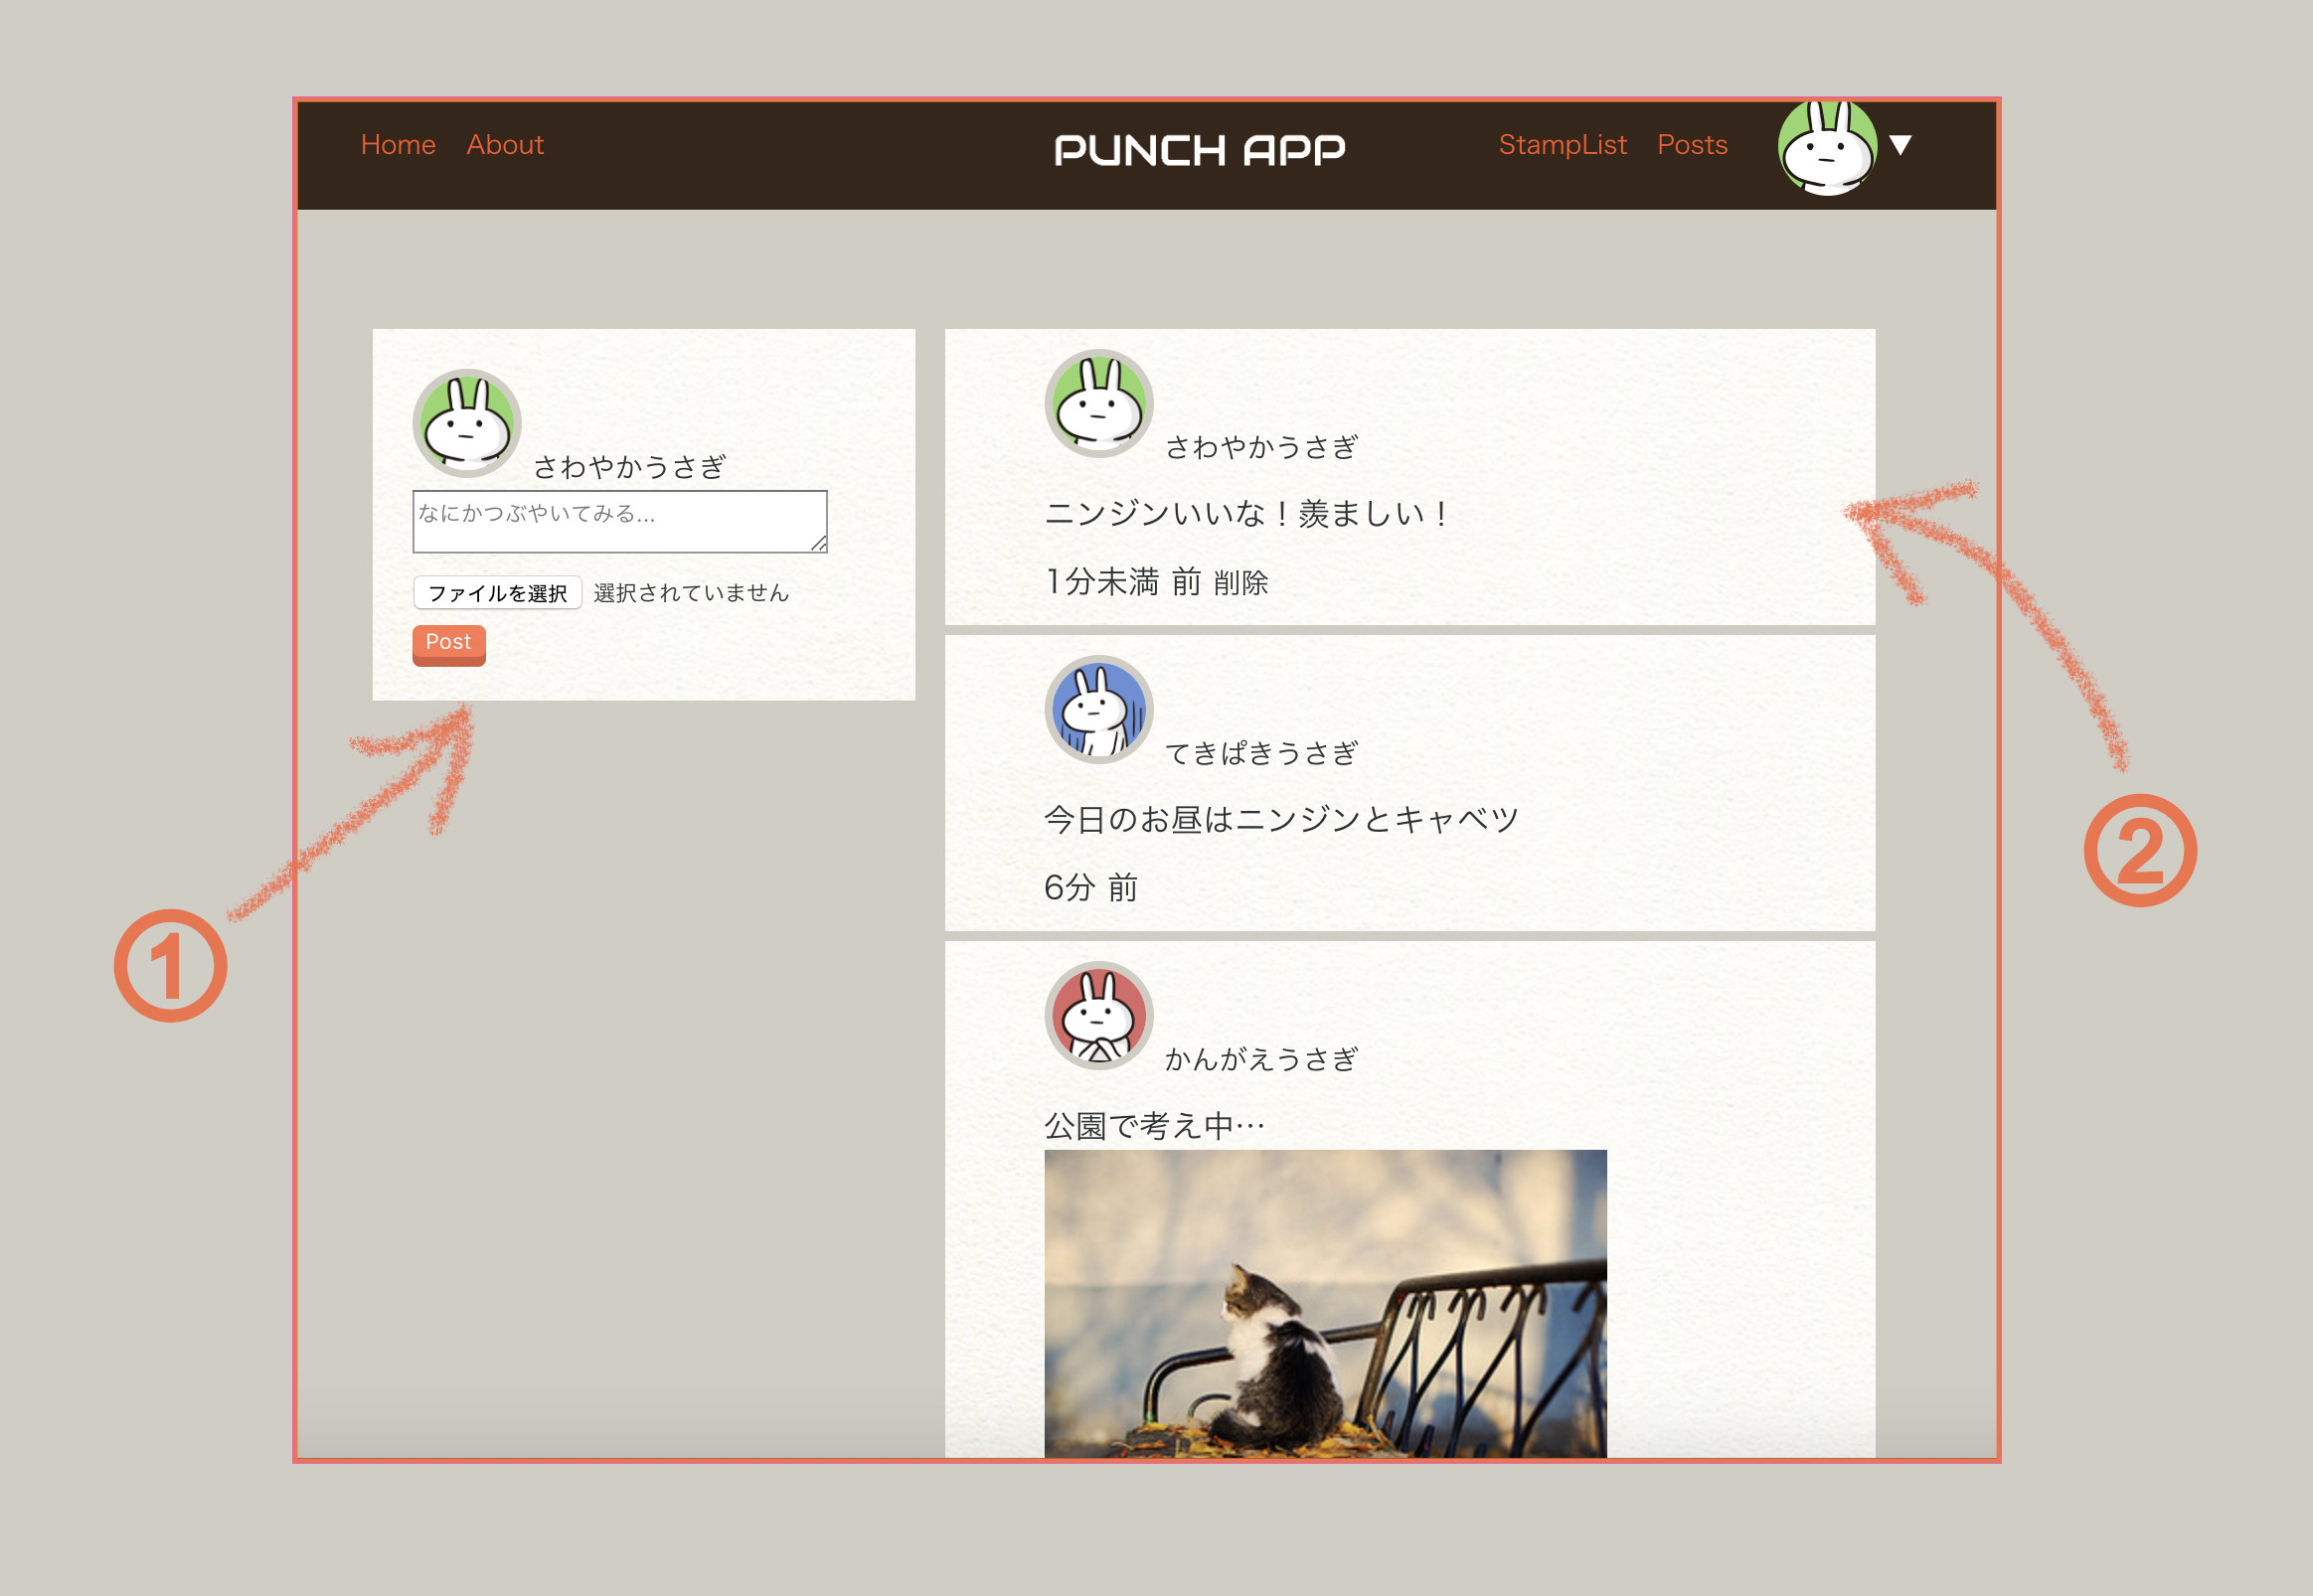 Home About PUNCH APP StampList Posts ▼
さわやかうさぎ
なにかつぶやいてみる...
ファイルを選択 選択されていません
Post
①
さわやかうさぎ
ニンジンいいな！羨ましい！
1分未満 前 削除
てきぱきうさぎ
今日のお昼はニンジンとキャベツ
6分 前
かんがえうさぎ
公園で考え中…
②